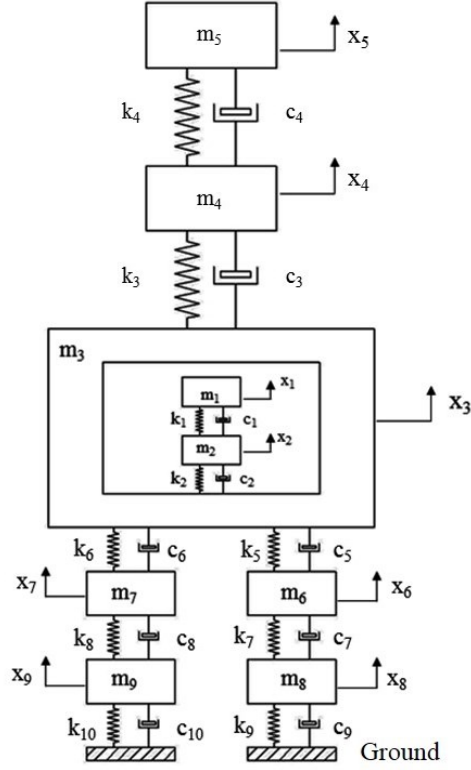 m₅ x₅
k₄ c₄
m₄ x₄
k₃ c₃
m₃
m₁ x₁
k₁ c₁
m₂ x₂
k₂ c₂
x₃
k₆ c₆ k₅ c₅
x₇ m₇ m₆ x₆
k₈ c₈ k₇ c₇
x₉ m₉ m₈ x₈
k₁₀ c₁₀ k₉ c₉
Ground